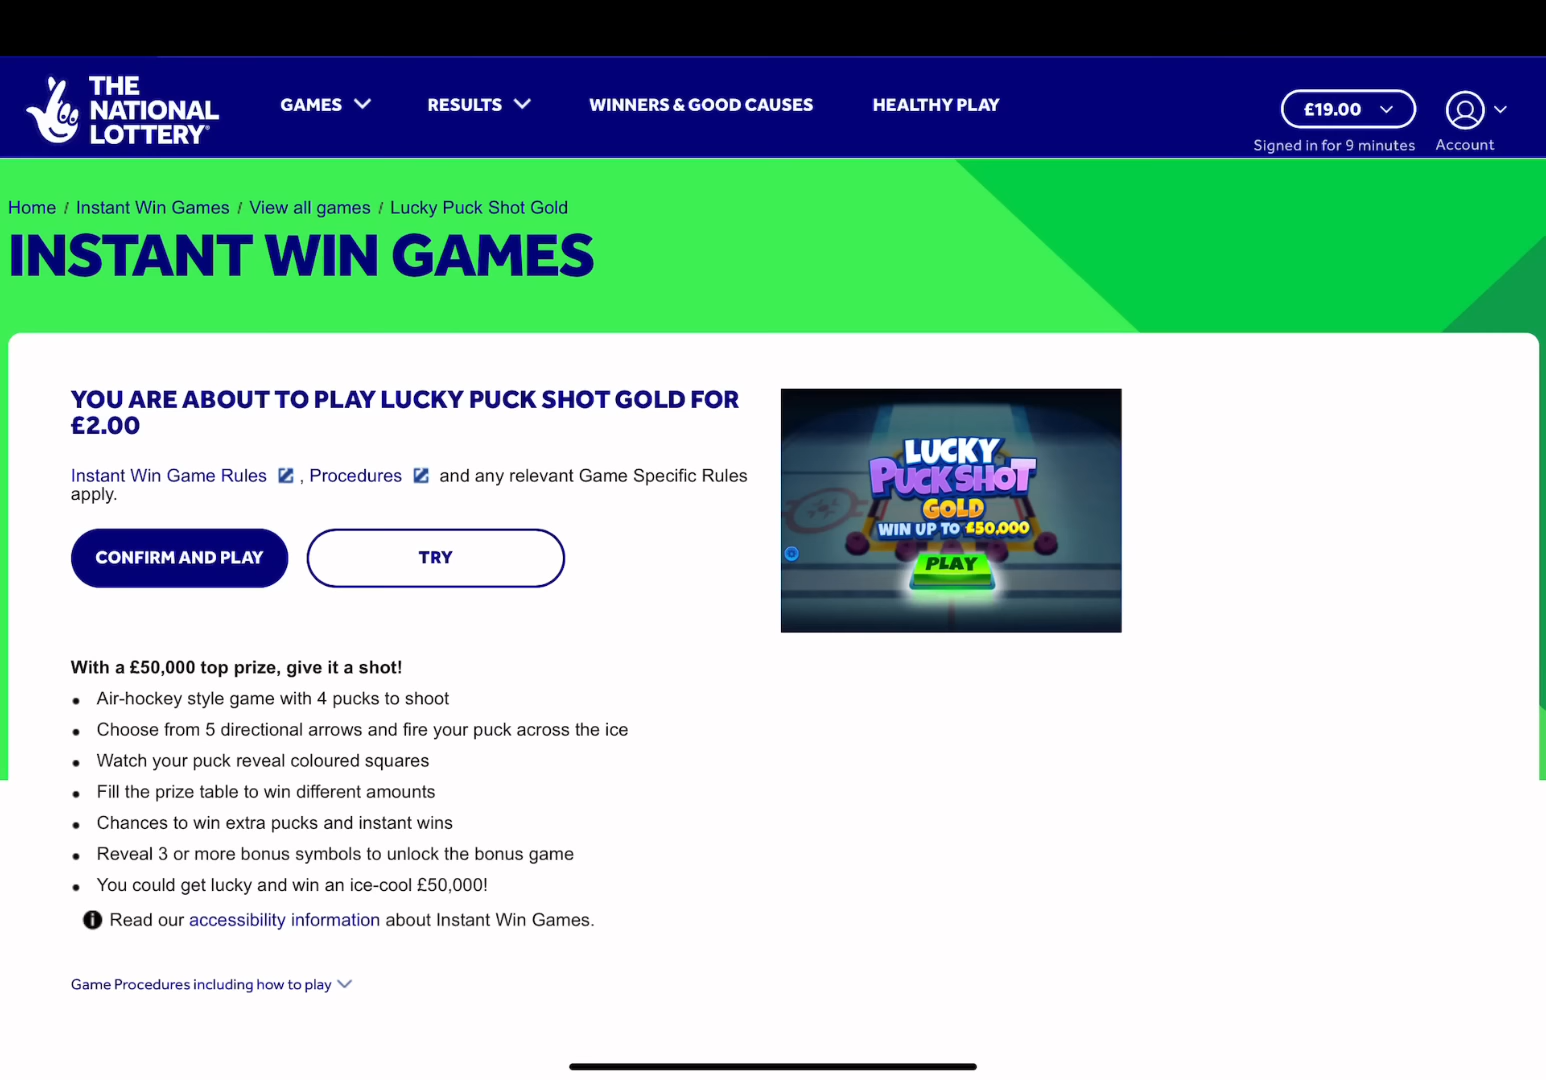 THE
NATIONAL
LOTTERY®
GAMES
RESULTS
WINNERS & GOOD CAUSES
HEALTHY PLAY
£19.00
Signed in for 9 minutes
Account
Home / Instant Win Games / View all games / Lucky Puck Shot Gold
INSTANT WIN GAMES
YOU ARE ABOUT TO PLAY LUCKY PUCK SHOT GOLD FOR
£2.00
Instant Win Game Rules , Procedures and any relevant Game Specific Rules
apply.
CONFIRM AND PLAY
TRY
LUCKY
PUCK SHOT
GOLD
WIN UP TO £50,000
PLAY
With a £50,000 top prize, give it a shot!
• Air-hockey style game with 4 pucks to shoot
• Choose from 5 directional arrows and fire your puck across the ice
• Watch your puck reveal coloured squares
• Fill the prize table to win different amounts
• Chances to win extra pucks and instant wins
• Reveal 3 or more bonus symbols to unlock the bonus game
• You could get lucky and win an ice-cool £50,000!
Read our accessibility information about Instant Win Games.
Game Procedures including how to play